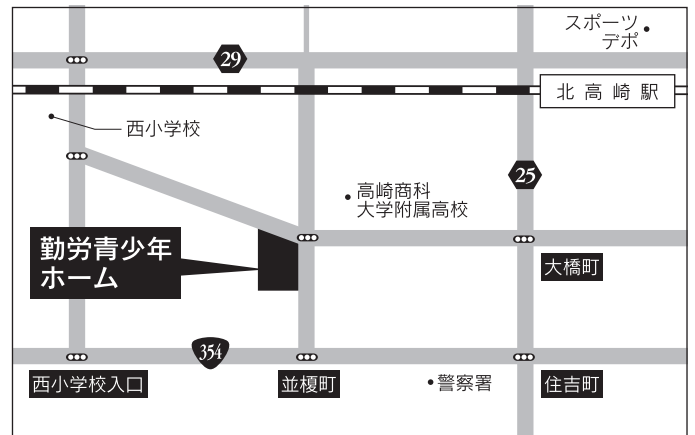 スポーツ
デポ
29
北高崎駅
西小学校
25
高崎商科
大学附属高校
勤労青少年
ホーム
大橋町
354
西小学校入口
並榎町
警察署
住吉町